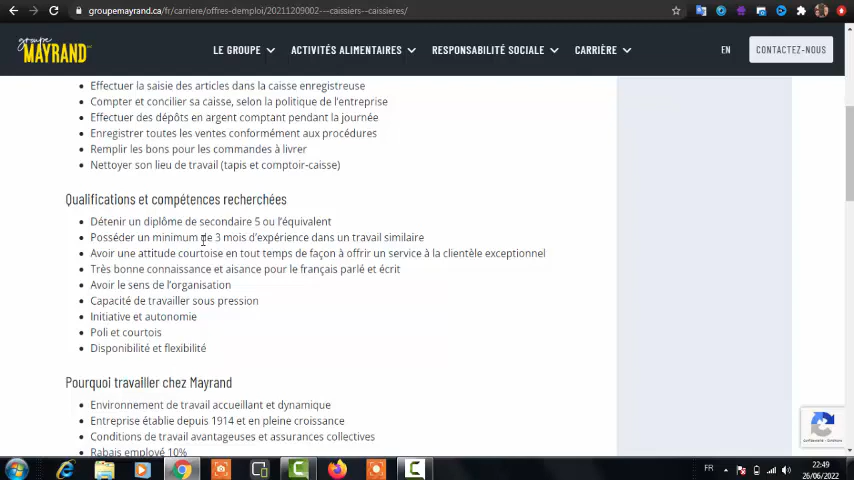 groupemayrand.ca/fr/carriere/offres-demploi/20211209002---caissiers--caissieres/
groupe
MAYRAND
LE GROUPE
ACTIVITÉS ALIMENTAIRES
RESPONSABILITÉ SOCIALE
CARRIÈRE
EN
CONTACTEZ-NOUS
Effectuer la saisie des articles dans la caisse enregistreuse
Compter et concilier sa caisse, selon la politique de l'entreprise
Effectuer des dépôts en argent comptant pendant la journée
Enregistrer toutes les ventes conformément aux procédures
Remplir les bons pour les commandes à livrer
Nettoyer son lieu de travail (tapis et comptoir-caisse)
Qualifications et compétences recherchées
Détenir un diplôme de secondaire 5 ou l'équivalent
Posséder un minimum de 3 mois d'expérience dans un travail similaire
Avoir une attitude courtoise en tout temps de façon à offrir un service à la clientèle exceptionnel
Très bonne connaissance et aisance pour le français parlé et écrit
Avoir le sens de l'organisation
Capacité de travailler sous pression
Initiative et autonomie
Poli et courtois
Disponibilité et flexibilité
Pourquoi travailler chez Mayrand
Environnement de travail accueillant et dynamique
Entreprise établie depuis 1914 et en pleine croissance
Conditions de travail avantageuses et assurances collectives
Rabais employé 10%
FR
22:49
26/06/2022